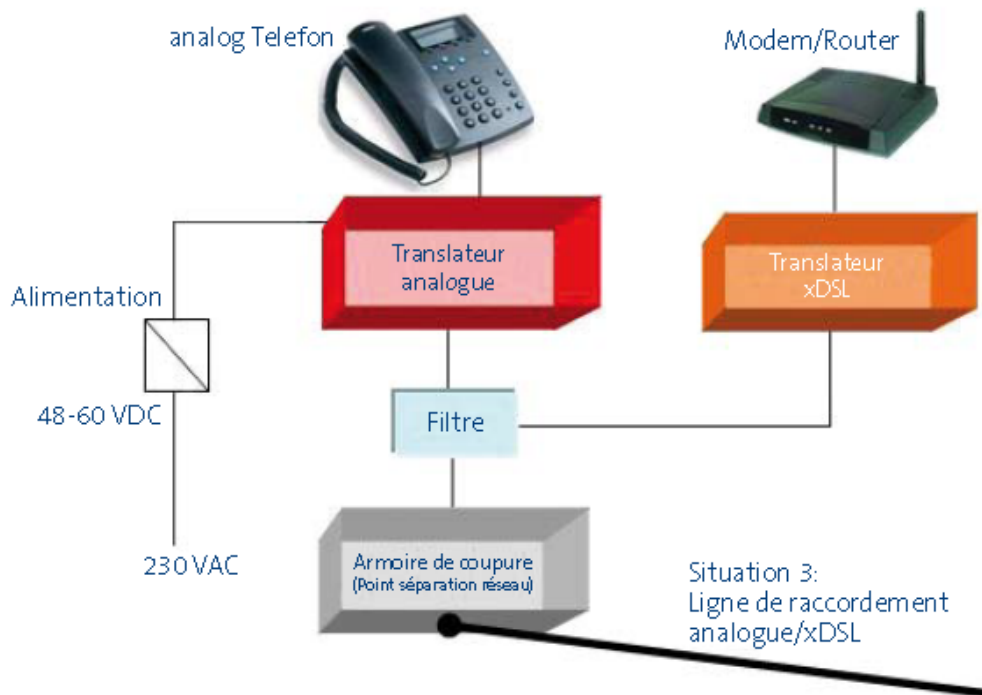 analog Telefon
Modem/Router
Translateur
analogue
Translateur
xDSL
Alimentation
48-60 VDC
Filtre
230 VAC
Armoire de coupure
(Point séparation réseau)
Situation 3:
Ligne de raccordement
analogue/xDSL